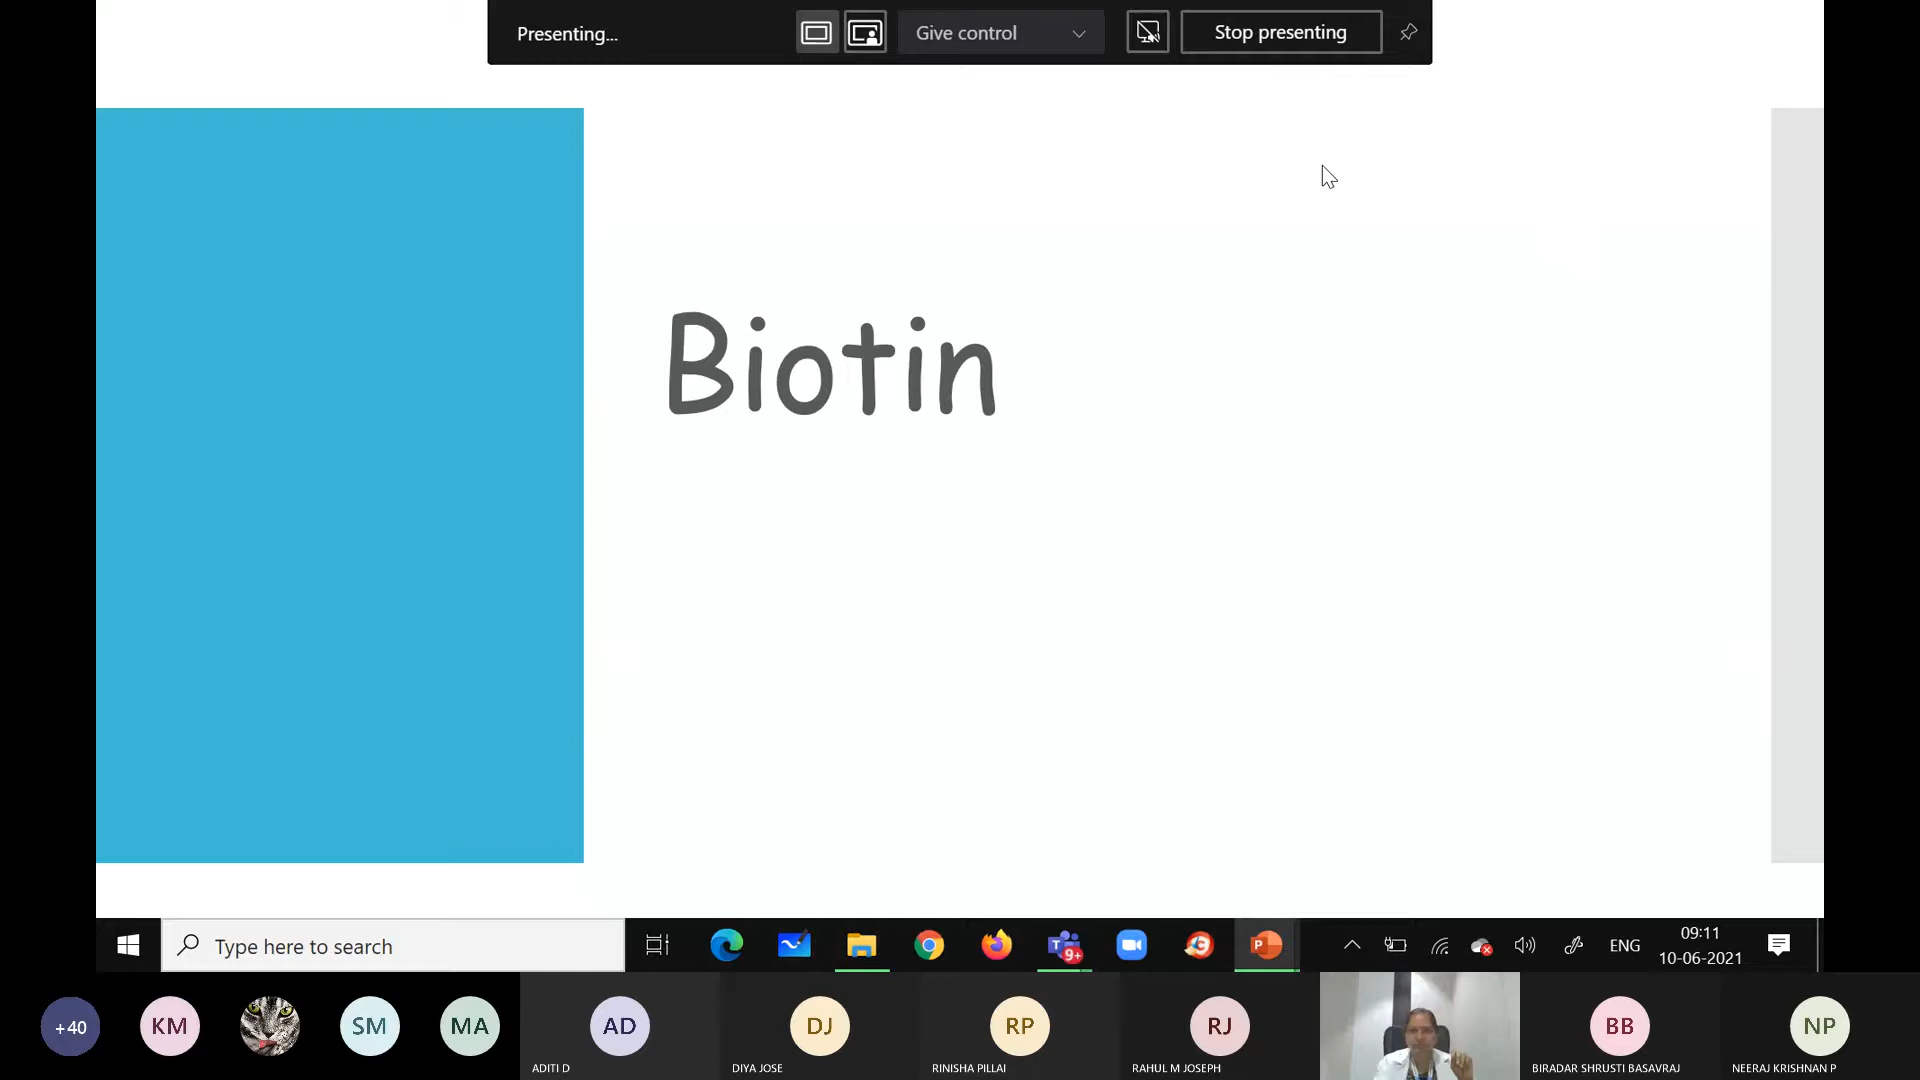 Presenting...
Give control
Stop presenting
Biotin
Type here to search
9+
ENG
09:11
10-06-2021
+40
KM
SM
MA
AD
DJ
RP
RJ
BB
NP
ADITI D
DIYA JOSE
RINISHA PILLAI
RAHUL M JOSEPH
BIRADAR SHRUSTI BASAVRAJ
NEERAJ KRISHNAN P